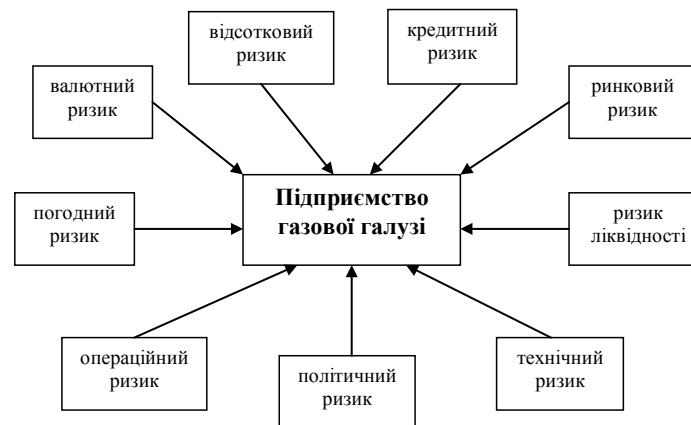 відсотковий
ризик
кредитний
ризик
валютний
ризик
ринковий
ризик
Підприємство
газової галузі
погодний
ризик
ризик
ліквідності
операційний
ризик
політичний
ризик
технічний
ризик